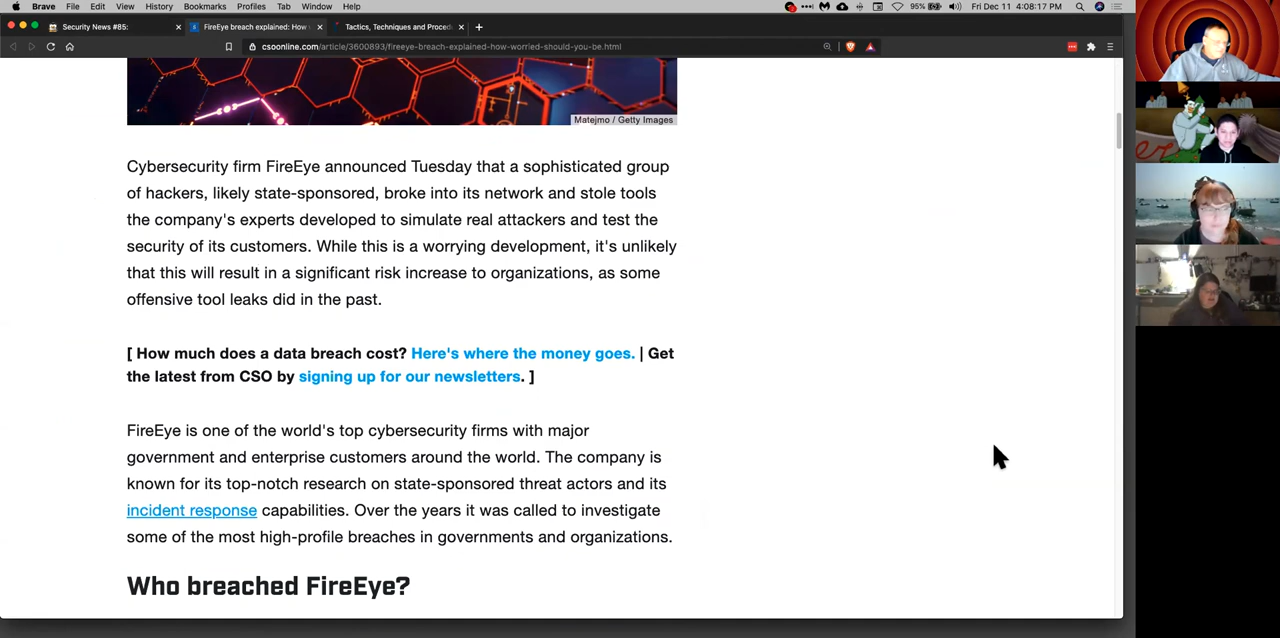 Brave File Edit View History Bookmarks Profiles Tab Window Help
95% Fri Dec 11 4:08:17 PM
Security News #85:
FireEye breach explained: How
Tactics, Techniques and Proced
csoonline.com/article/3600893/fireeye-breach-explained-how-worried-should-you-be.html
Matejmo / Getty Images
Cybersecurity firm FireEye announced Tuesday that a sophisticated group
of hackers, likely state-sponsored, broke into its network and stole tools
the company's experts developed to simulate real attackers and test the
security of its customers. While this is a worrying development, it's unlikely
that this will result in a significant risk increase to organizations, as some
offensive tool leaks did in the past.
[ How much does a data breach cost? Here's where the money goes. | Get
the latest from CSO by signing up for our newsletters. ]
FireEye is one of the world's top cybersecurity firms with major
government and enterprise customers around the world. The company is
known for its top-notch research on state-sponsored threat actors and its
incident response capabilities. Over the years it was called to investigate
some of the most high-profile breaches in governments and organizations.
Who breached FireEye?